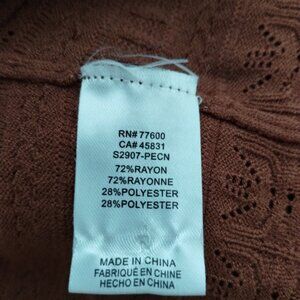 RN# 77600
CA# 45831
S2907-PECN
72%RAYON
72%RAYONNE
28%POLYESTER
28%POLYESTER
MADE IN CHINA
FABRIQUÉ EN CHINE
HECHO EN CHINA